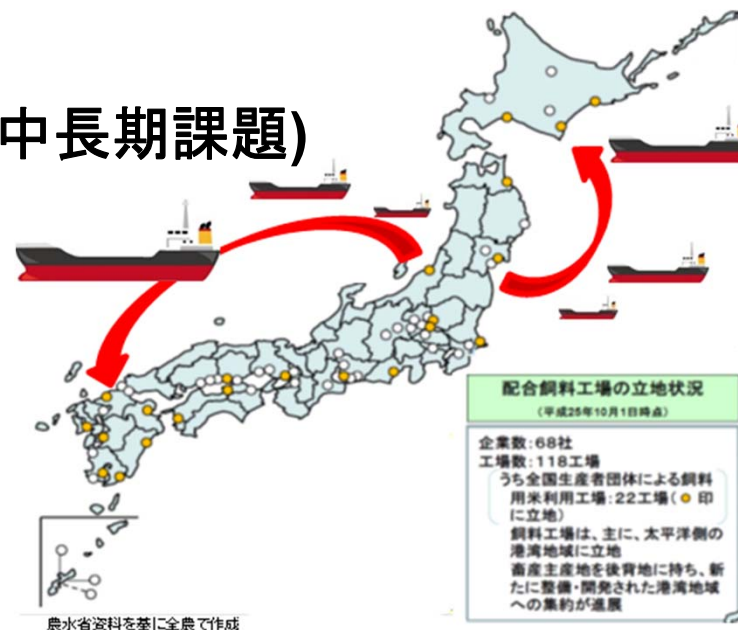 中長期課題)
配合飼料工場の立地状況
(平成25年10月1日時点)
企業数:68社
工場数:118工場
うち全国生産者団体による飼料
用米利用工場:22工場( 印
に立地)
飼料工場は、主に、太平洋側の
港湾地域に立地
畜産主産地を後背地に持ち、新
たに整備・開発された港湾地域
への集約が進展
農水省資料を基に全農で作成